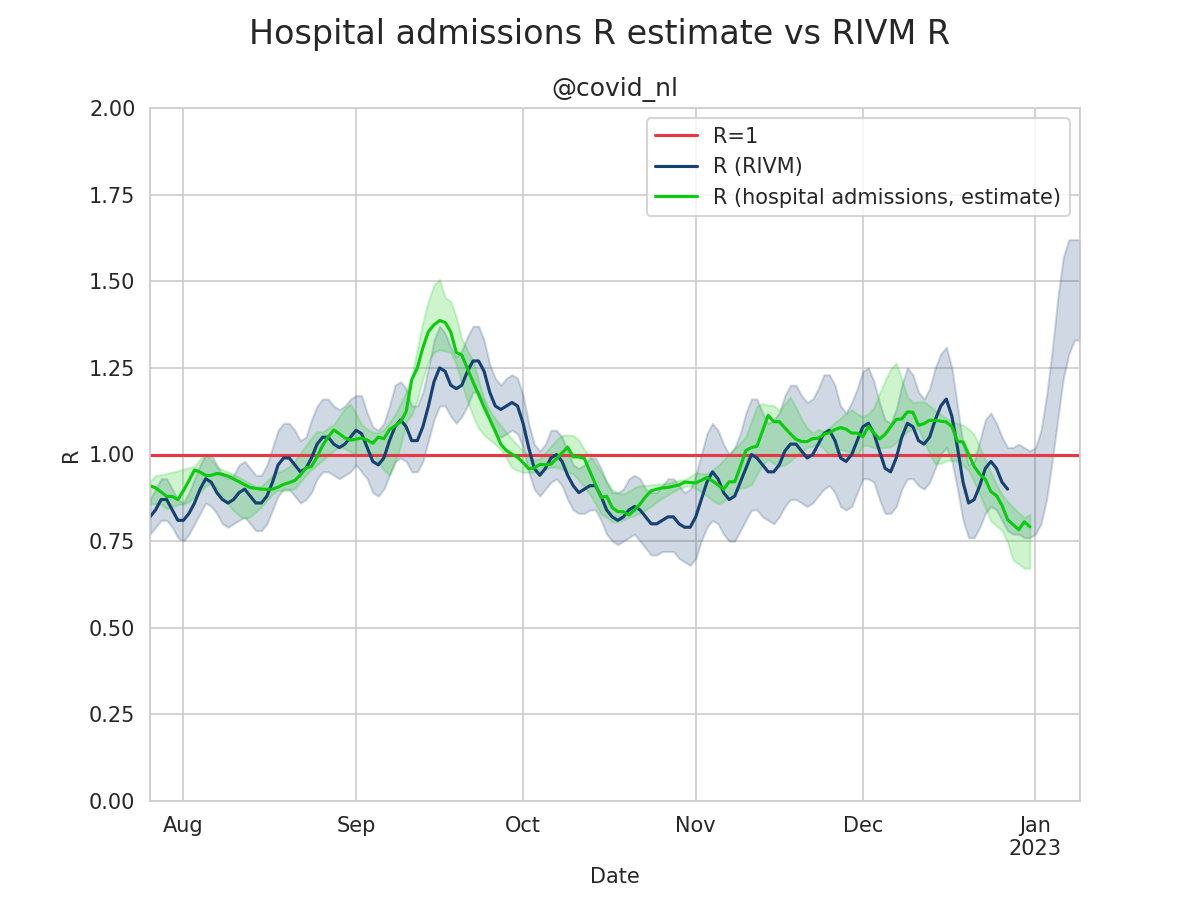 Hospital admissions R estimate vs RIVM R
@covid_nl
2.00
1.75
1.50
1.25
1.00
0.75
0.50
0.25
0.00
R
R=1
R (RIVM)
R (hospital admissions, estimate)
Aug
Sep
Oct
Nov
Dec
Jan
2023
Date